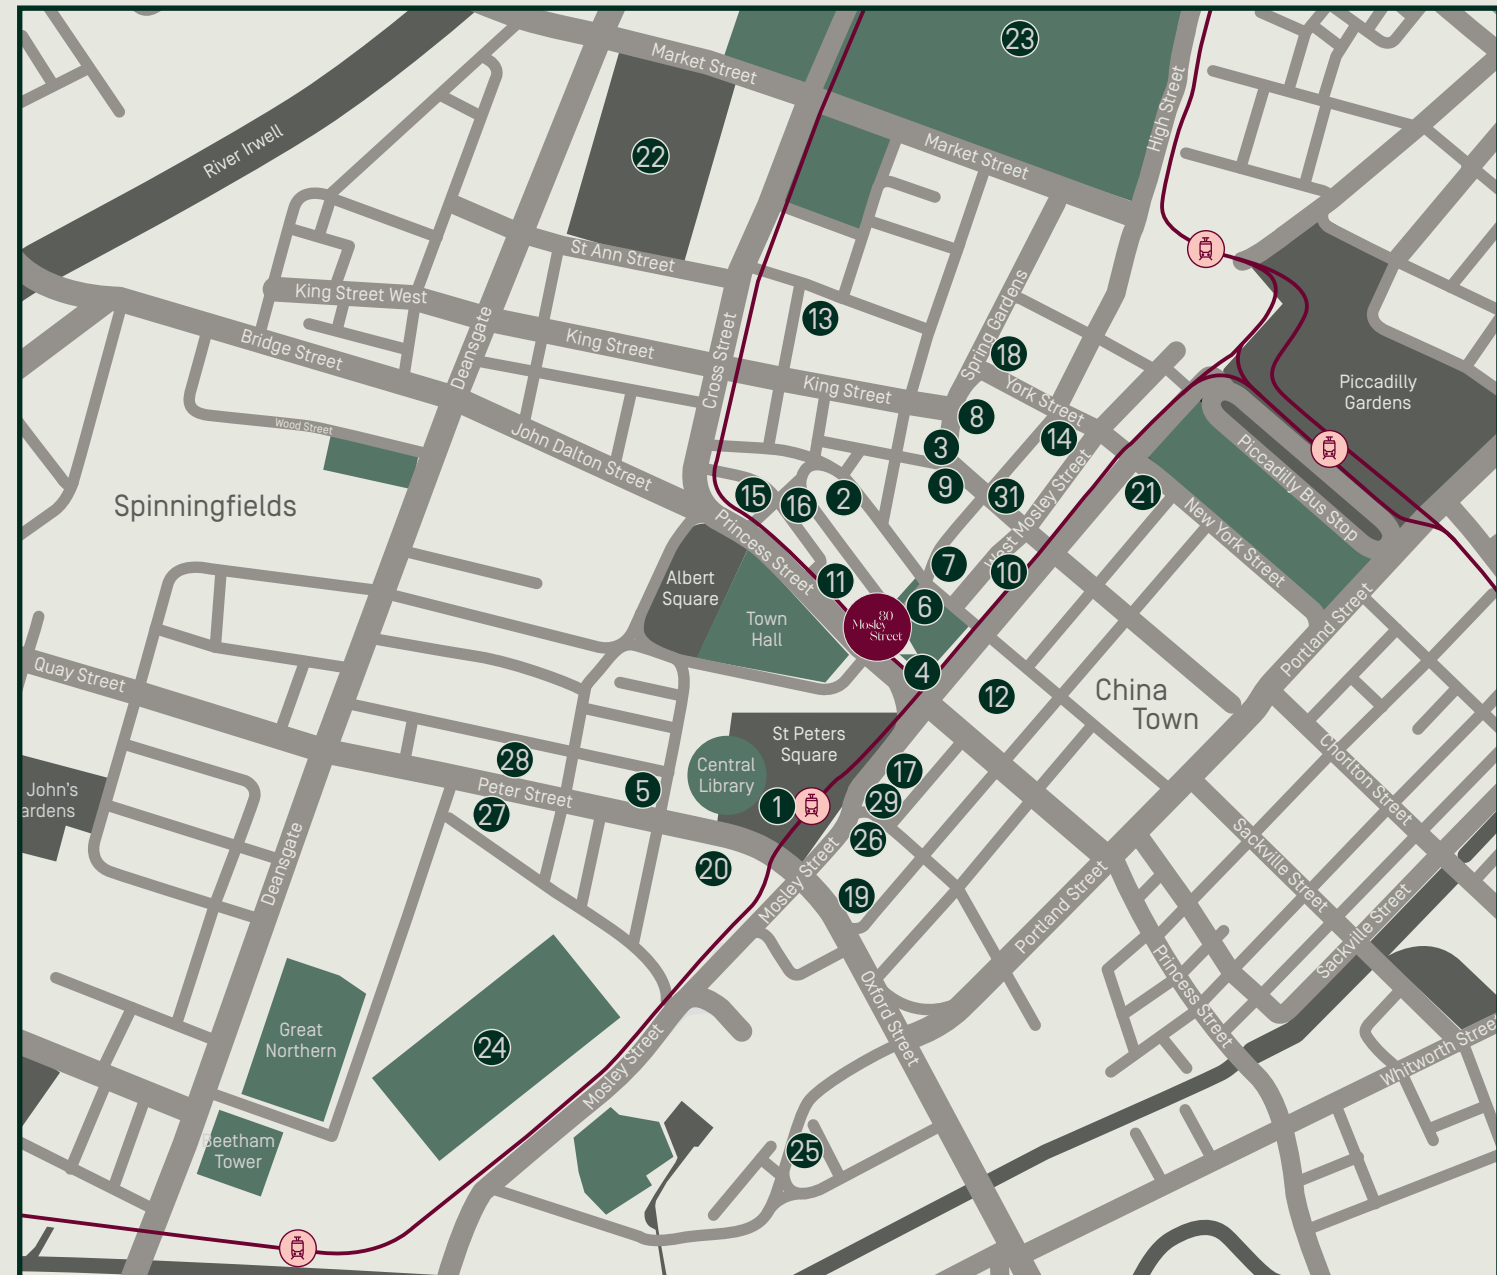 23
Market Street
High Street
River Irwell
22
Market Street
St Ann Street
King Street West
Spring Gardens
13
Bridge Street
Deansgate
King Street
Cross Street
18
King Street
York Street
Piccadilly
Gardens
8
Wood Street
John Dalton Street
3
14
Piccadilly Bus Stop
Spinningfields
15
16
2
9
31
West Mosley Street
21
New York Street
Princess Street
Albert
Square
11
7
10
6
Town
Hall
80
Mosley
Street
Portland Street
Quay Street
4
12
China
Town
St Peters
Square
28
Central
Library
17
Chorlton Street
John's
ardens
Peter Street
5
1
29
27
26
Deansgate
20
Mosley Street
19
Sackville Street
Portland Street
Sackville Street
Oxford Street
Princess Street
Great
Northern
24
Mosley Street
Whitworth Stree
Beetham
Tower
25